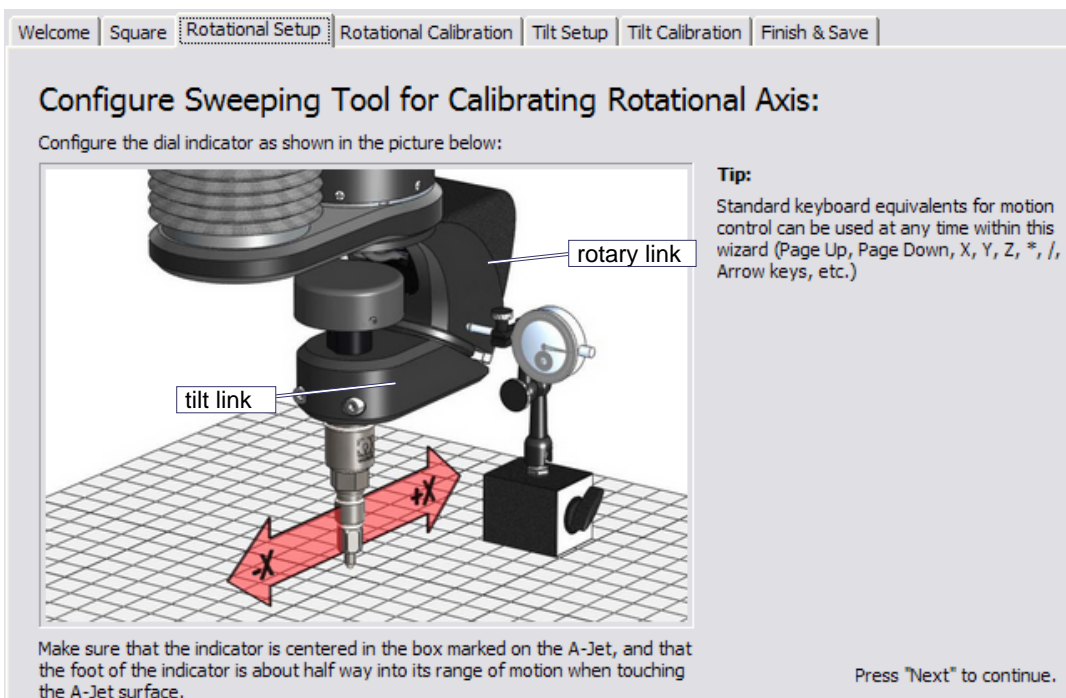 Welcome Square Rotational Setup Rotational Calibration Tilt Setup Tilt Calibration Finish & Save
Configure Sweeping Tool for Calibrating Rotational Axis:
Configure the dial indicator as shown in the picture below:
Tip:
Standard keyboard equivalents for motion
control can be used at any time within this
wizard (Page Up, Page Down, X, Y, Z, *, /,
Arrow keys, etc.)
rotary link
tilt link
+X
-X
Make sure that the indicator is centered in the box marked on the A-Jet, and that
the foot of the indicator is about half way into its range of motion when touching
the A-Jet surface.
Press "Next" to continue.